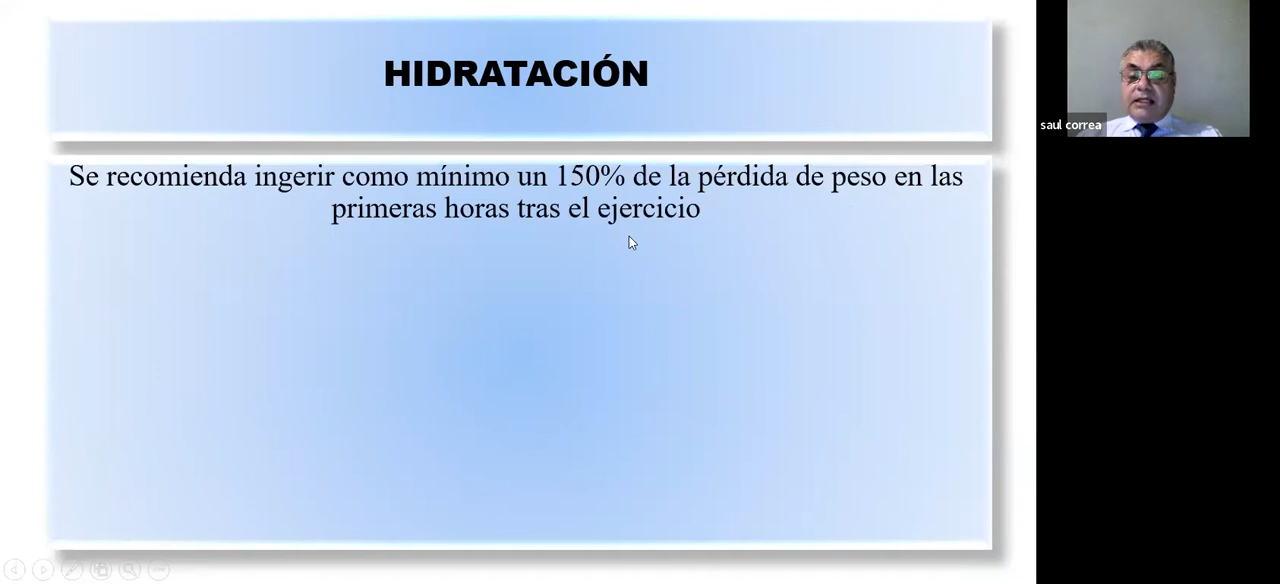 HIDRATACIÓN
Se recomienda ingerir como mínimo un 150% de la pérdida de peso en las
primeras horas tras el ejercicio
saul correa